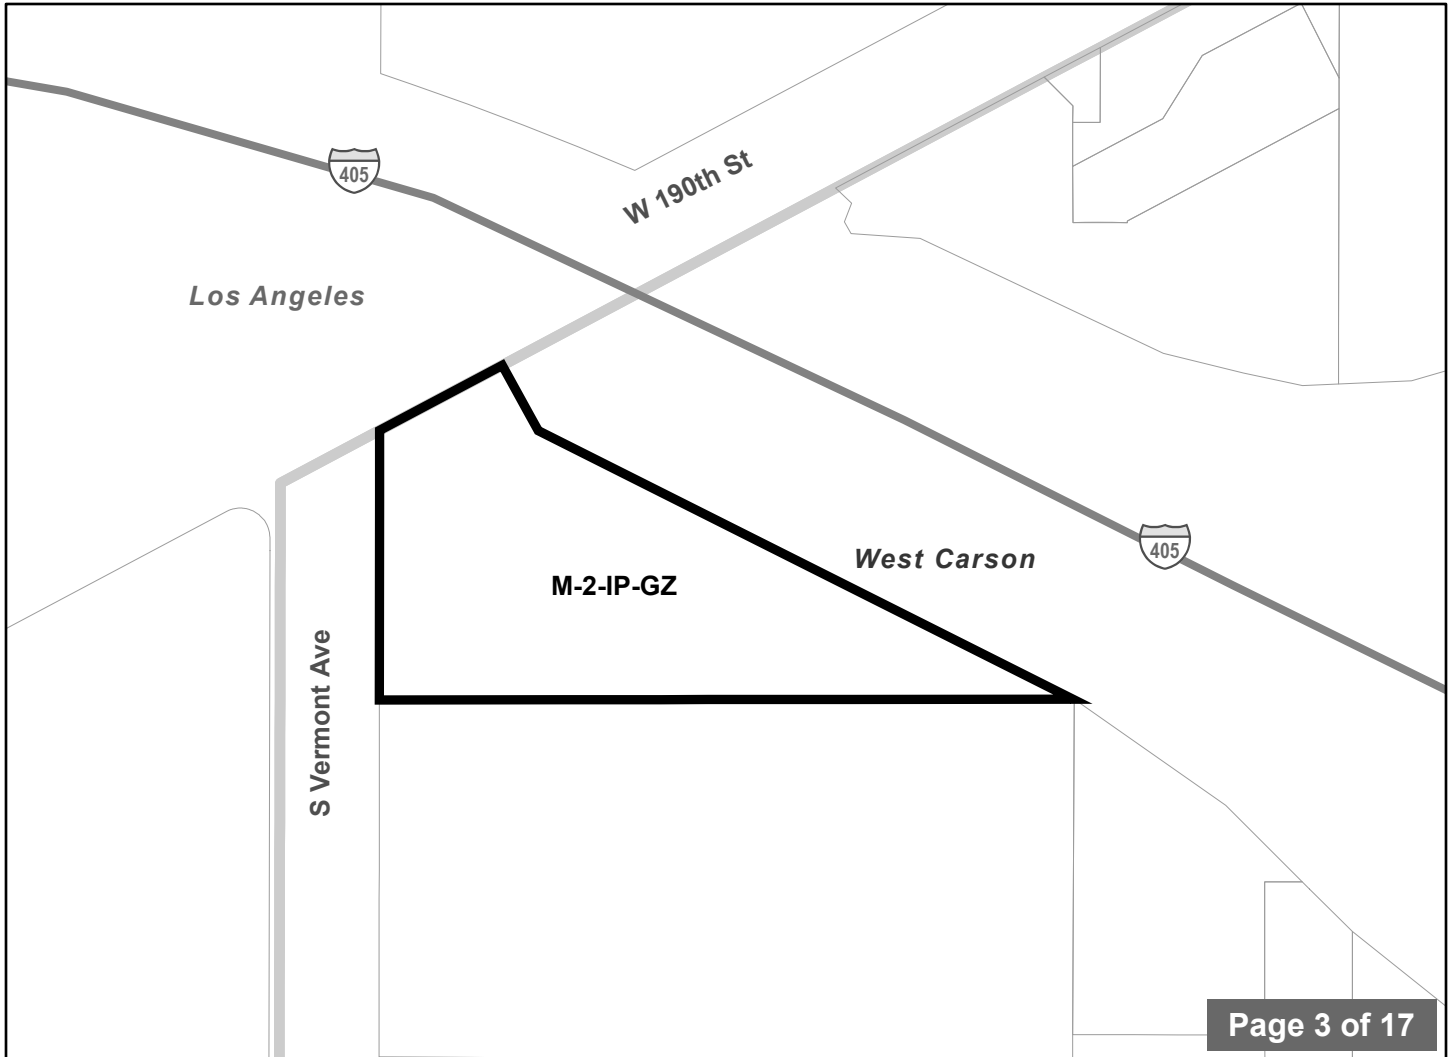 W 190th St
405
Los Angeles
West Carson
405
M-2-IP-GZ
S Vermont Ave
Page 3 of 17